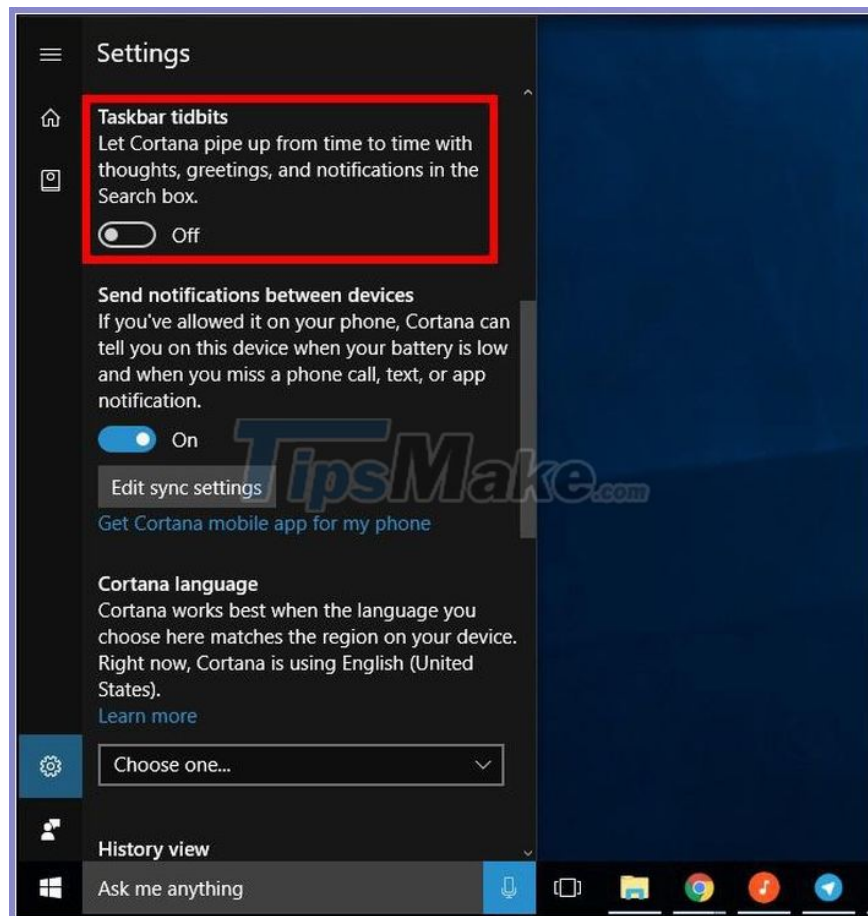 Settings
Taskbar tidbits
Let Cortana pipe up from time to time with
thoughts, greetings, and notifications in the
Search box.
Off
Send notifications between devices
If you've allowed it on your phone, Cortana can
tell you on this device when your battery is low
and when you miss a phone call, text, or app
notification.
On
Edit sync settings
TipsMake.com
Get Cortana mobile app for my phone
Cortana language
Cortana works best when the language you
choose here matches the region on your device.
Right now, Cortana is using English (United
States).
Learn more
Choose one...
History view
Ask me anything